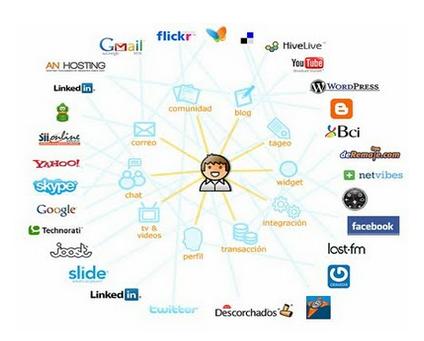 flickr
Gmail
HiveLive
AN HOSTING
YouTube
LinkedIn
WORDPRESS
comunidad
blog
Siionline
correo
tageo
Bci
YAHOO!
deRemate.com
skype
chat
widget
netvibes
Google
tv &
videos
integración
facebook
Technorati
perfil
transacción
joost
last·fm
slide
LinkedIn
twitter
Descorchados